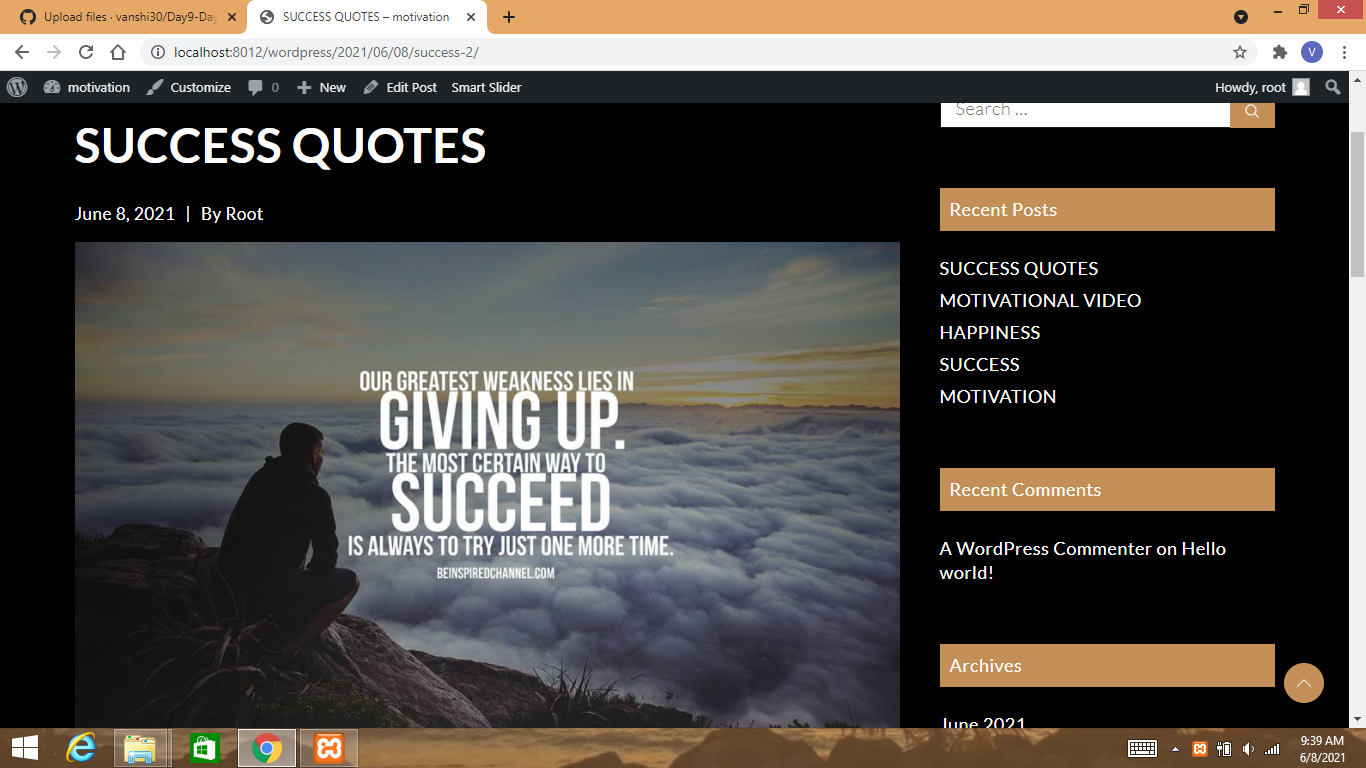 Upload files · vanshi30/Day9-Day
SUCCESS QUOTES – motivation
localhost:8012/wordpress/2021/06/08/success-2/
V
motivation
Customize
0
New
Edit Post
Smart Slider
Howdy, root
SUCCESS QUOTES
June 8, 2021 | By Root
OUR GREATEST WEAKNESS LIES IN
GIVING UP.
THE MOST CERTAIN WAY TO
SUCCEED
IS ALWAYS TO TRY JUST ONE MORE TIME.
BEINSPIREDCHANNEL.COM
Search ...
Recent Posts
SUCCESS QUOTES
MOTIVATIONAL VIDEO
HAPPINESS
SUCCESS
MOTIVATION
Recent Comments
A WordPress Commenter on Hello
world!
Archives
June 2021
9:39 AM
6/8/2021